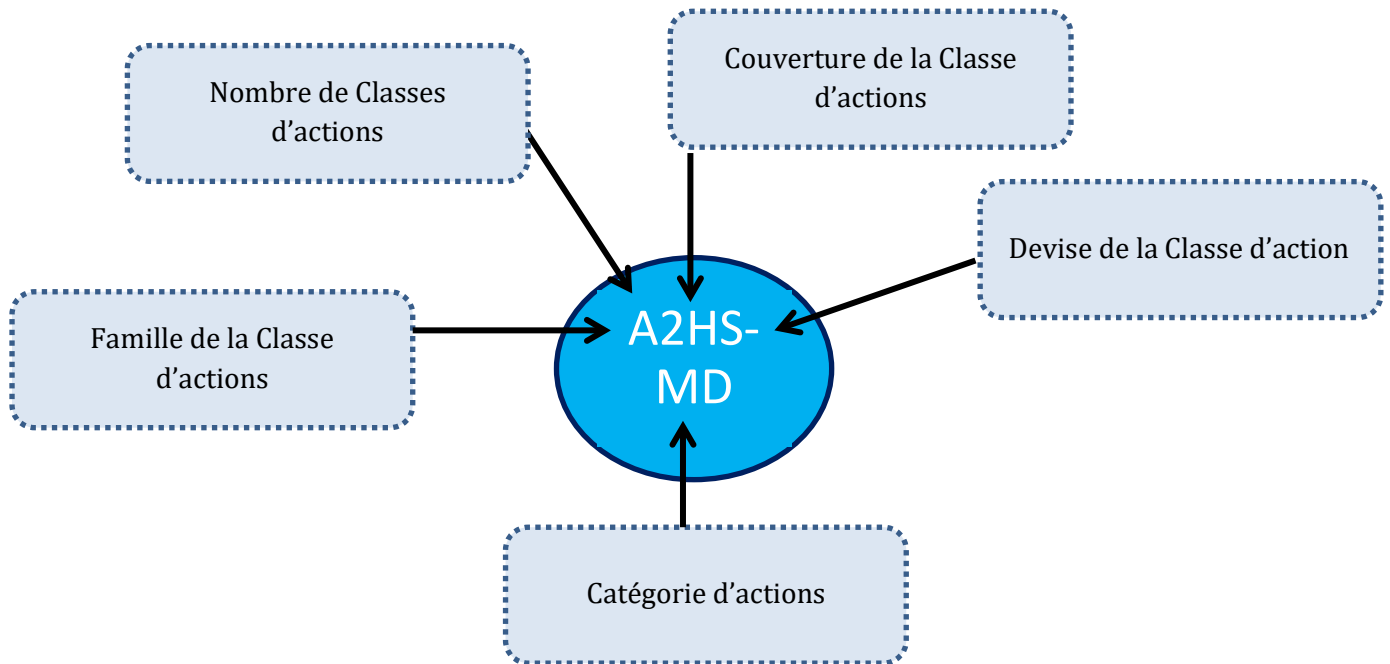 Couverture de la Classe
d’actions
Nombre de Classes
d’actions
Devise de la Classe d’action
Famille de la Classe
d’actions
A2HS-
MD
Catégorie d’actions